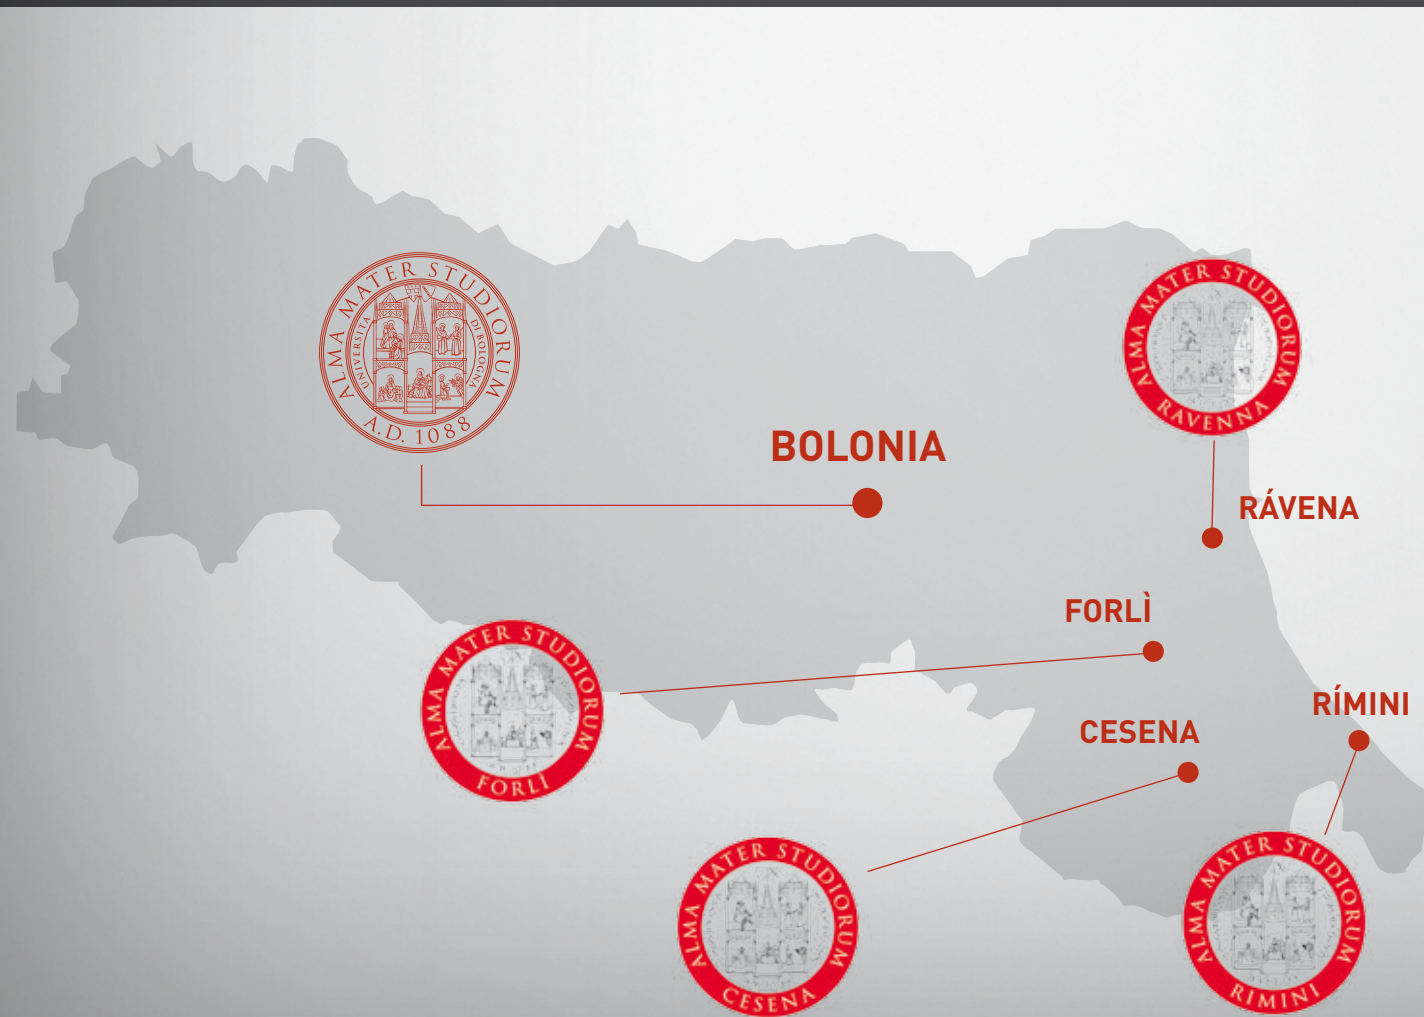 ALMA MATER STUDIORUM
UNIVERSITA DI BOLOGNA
A.D. 1088
BOLONIA
ALMA MATER STUDIORUM
RAVENNA
RÁVENA
FORLÌ
ALMA MATER STUDIORUM
FORLÌ
RÍMINI
CESENA
ALMA MATER STUDIORUM
CESENA
ALMA MATER STUDIORUM
RIMINI